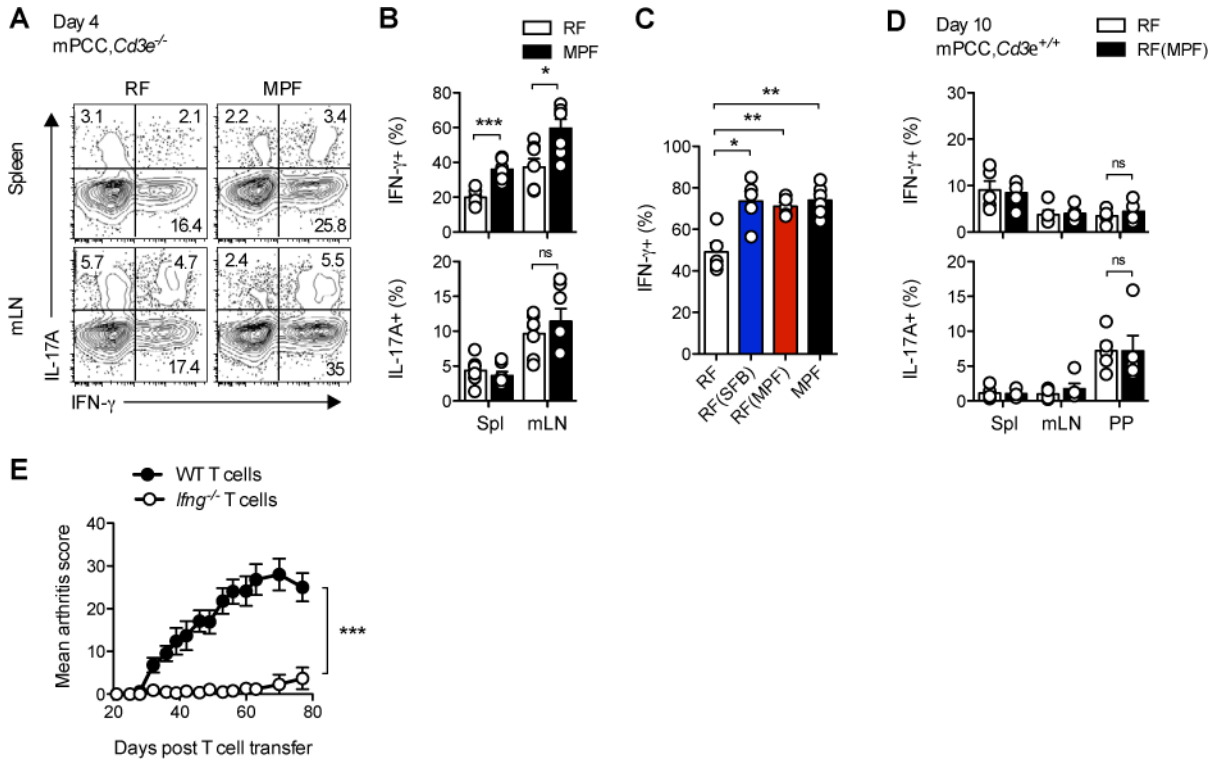 A
Day 4
mPCC,Cd3e-/-
RF
MPF
Spleen
3.1
2.1
2.2
3.4
16.4
25.8
mLN
5.7
4.7
2.4
5.5
17.4
35
IL-17A
IFN-γ
B
RF
MPF
IFN-γ+ (%)
80
60
40
20
0
***
*
IL-17A+ (%)
20
15
10
5
0
ns
Spl
mLN
C
IFN-γ+ (%)
100
80
60
40
0
**
**
*
RF
RF(SFB)
RF(MPF)
MPF
D
Day 10
mPCC,Cd3e+/+
RF
RF(MPF)
IFN-γ+ (%)
30
20
10
0
ns
IL-17A+ (%)
20
15
10
5
0
ns
Spl
mLN
PP
E
WT T cells
lfng-/- T cells
Mean arthritis score
40
30
20
10
0
***
20
40
60
80
Days post T cell transfer